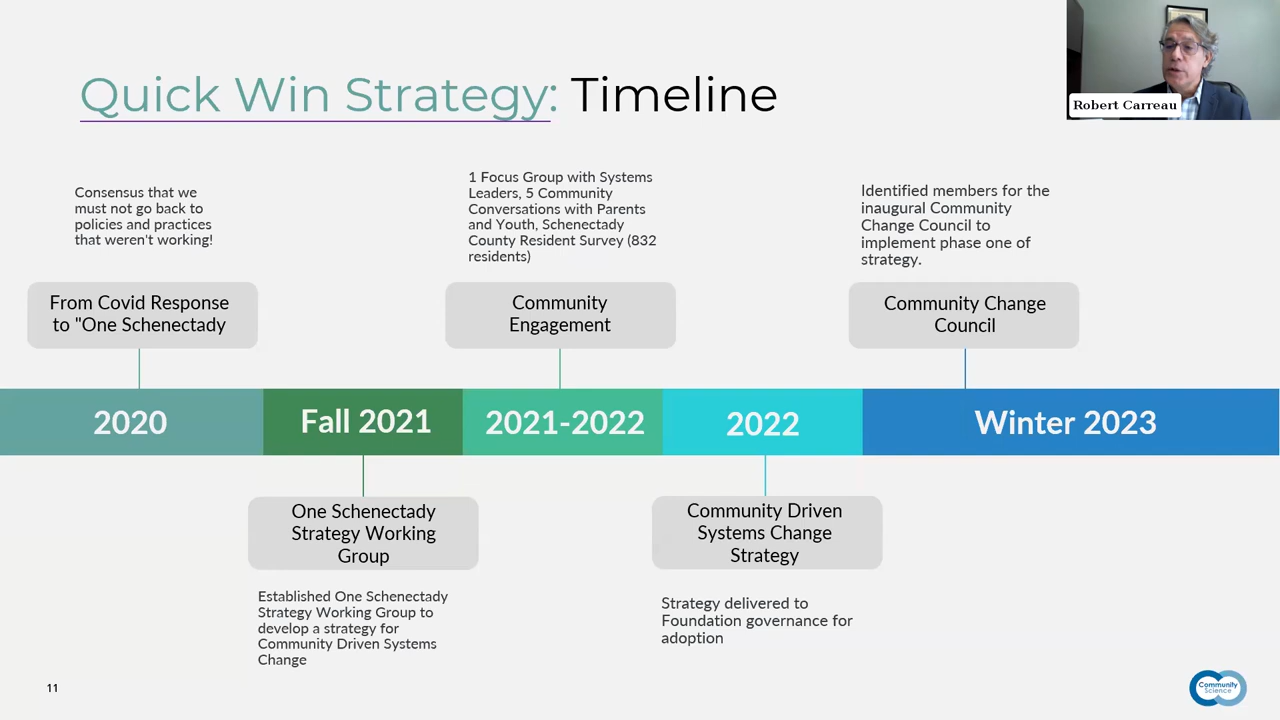 Quick Win Strategy: Timeline
Robert Carreau
Consensus that we
must not go back to
policies and practices
that weren't working!
From Covid Response
to "One Schenectady
2020
Fall 2021
One Schenectady
Strategy Working
Group
Established One Schenectady
Strategy Working Group to
develop a strategy for
Community Driven Systems
Change
1 Focus Group with Systems
Leaders, 5 Community
Conversations with Parents
and Youth, Schenectady
County Resident Survey (832
residents)
Community
Engagement
2021-2022
2022
Community Driven
Systems Change
Strategy
Strategy delivered to
Foundation governance for
adoption
Identified members for the
inaugural Community
Change Council to
implement phase one of
strategy.
Community Change
Council
Winter 2023
11
Community
Science